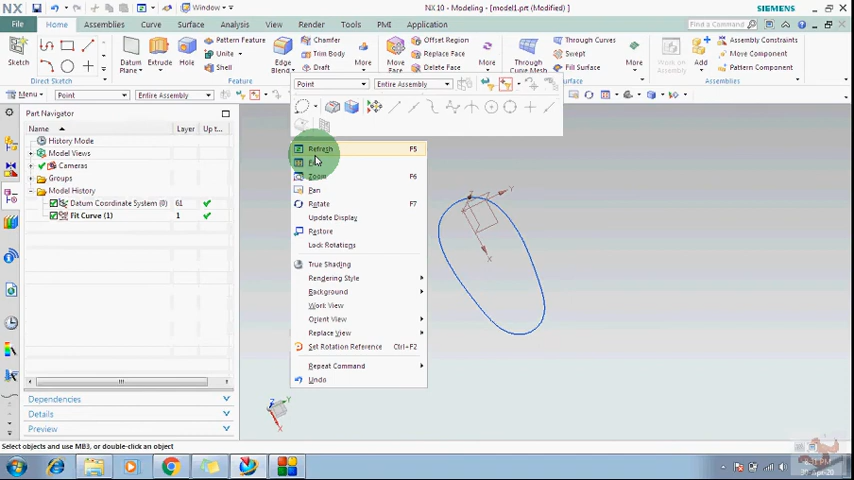 NX
Window
NX 10 - Modeling - [model1.prt (Modified)]
SIEMENS
File
Home
Assemblies
Curve
Surface
Analysis
View
Render
Tools
PMI
Application
Find a Command
Sketch
Direct Sketch
Datum
Plane
Extrude
Hole
Pattern Feature
Unite
Shell
Feature
Edge
Blend
Chamfer
Trim Body
Draft
More
Move
Face
Offset Region
Replace Face
Delete Face
More
Through Curve
Mesh
Through Curves
Swept
Fill Surface
Surface
Add
Assembly Constraints
Move Component
Pattern Component
Assemblies
Menu
Point
Entire Assembly
Point
Entire Assembly
Part Navigator
Name
Layer
Up t...
History Mode
Model Views
Cameras
Groups
Model History
Datum Coordinate System (0)
61
Fit Curve (1)
1
Dependencies
Details
Preview
Refresh
F5
Zoom
F6
Pan
Rotate
F7
Update Display
Restore
Lock Rotations
True Shading
Rendering Style
Background
Work View
Orient View
Replace View
Set Rotation Reference
Ctrl+F2
Repeat Command
Undo
Z
Y
X
Z
Y
X
Select objects and use MB3, or double-click an object